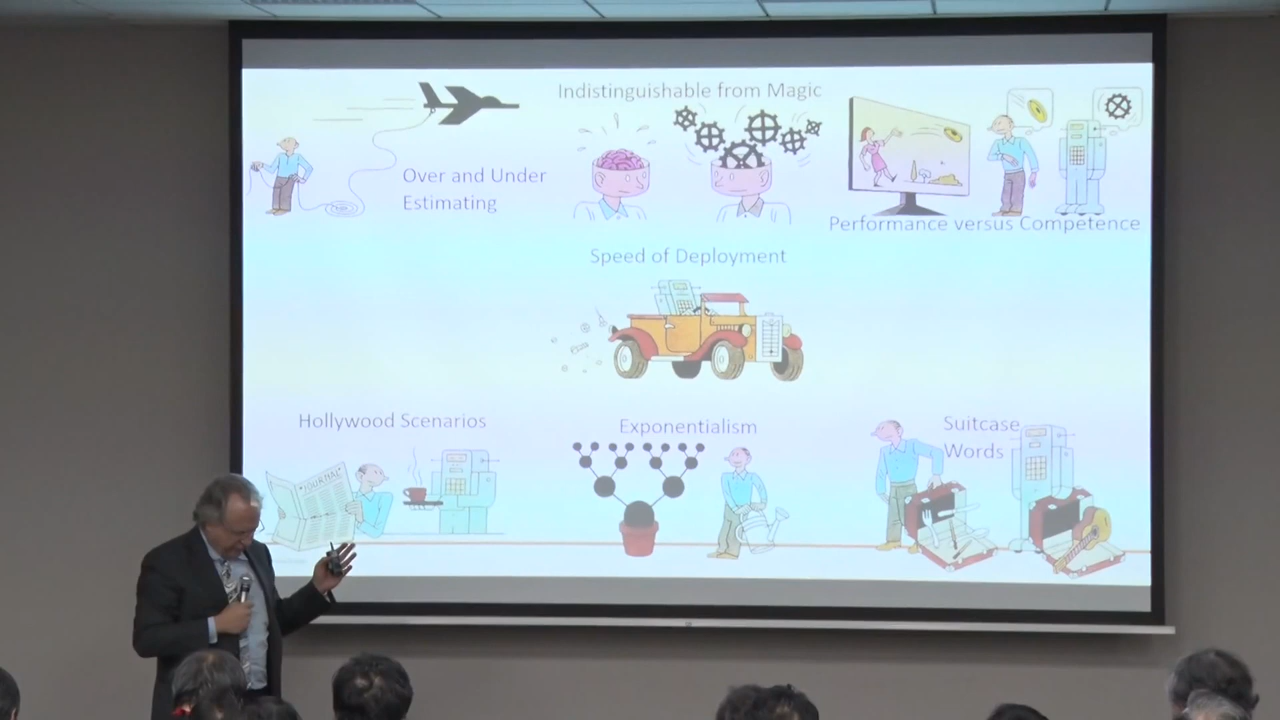 Indistinguishable from Magic
Over and Under
Estimating
Performance versus Competence
Speed of Deployment
Hollywood Scenarios
Exponentialism
Suitcase
Words
JOURNAL